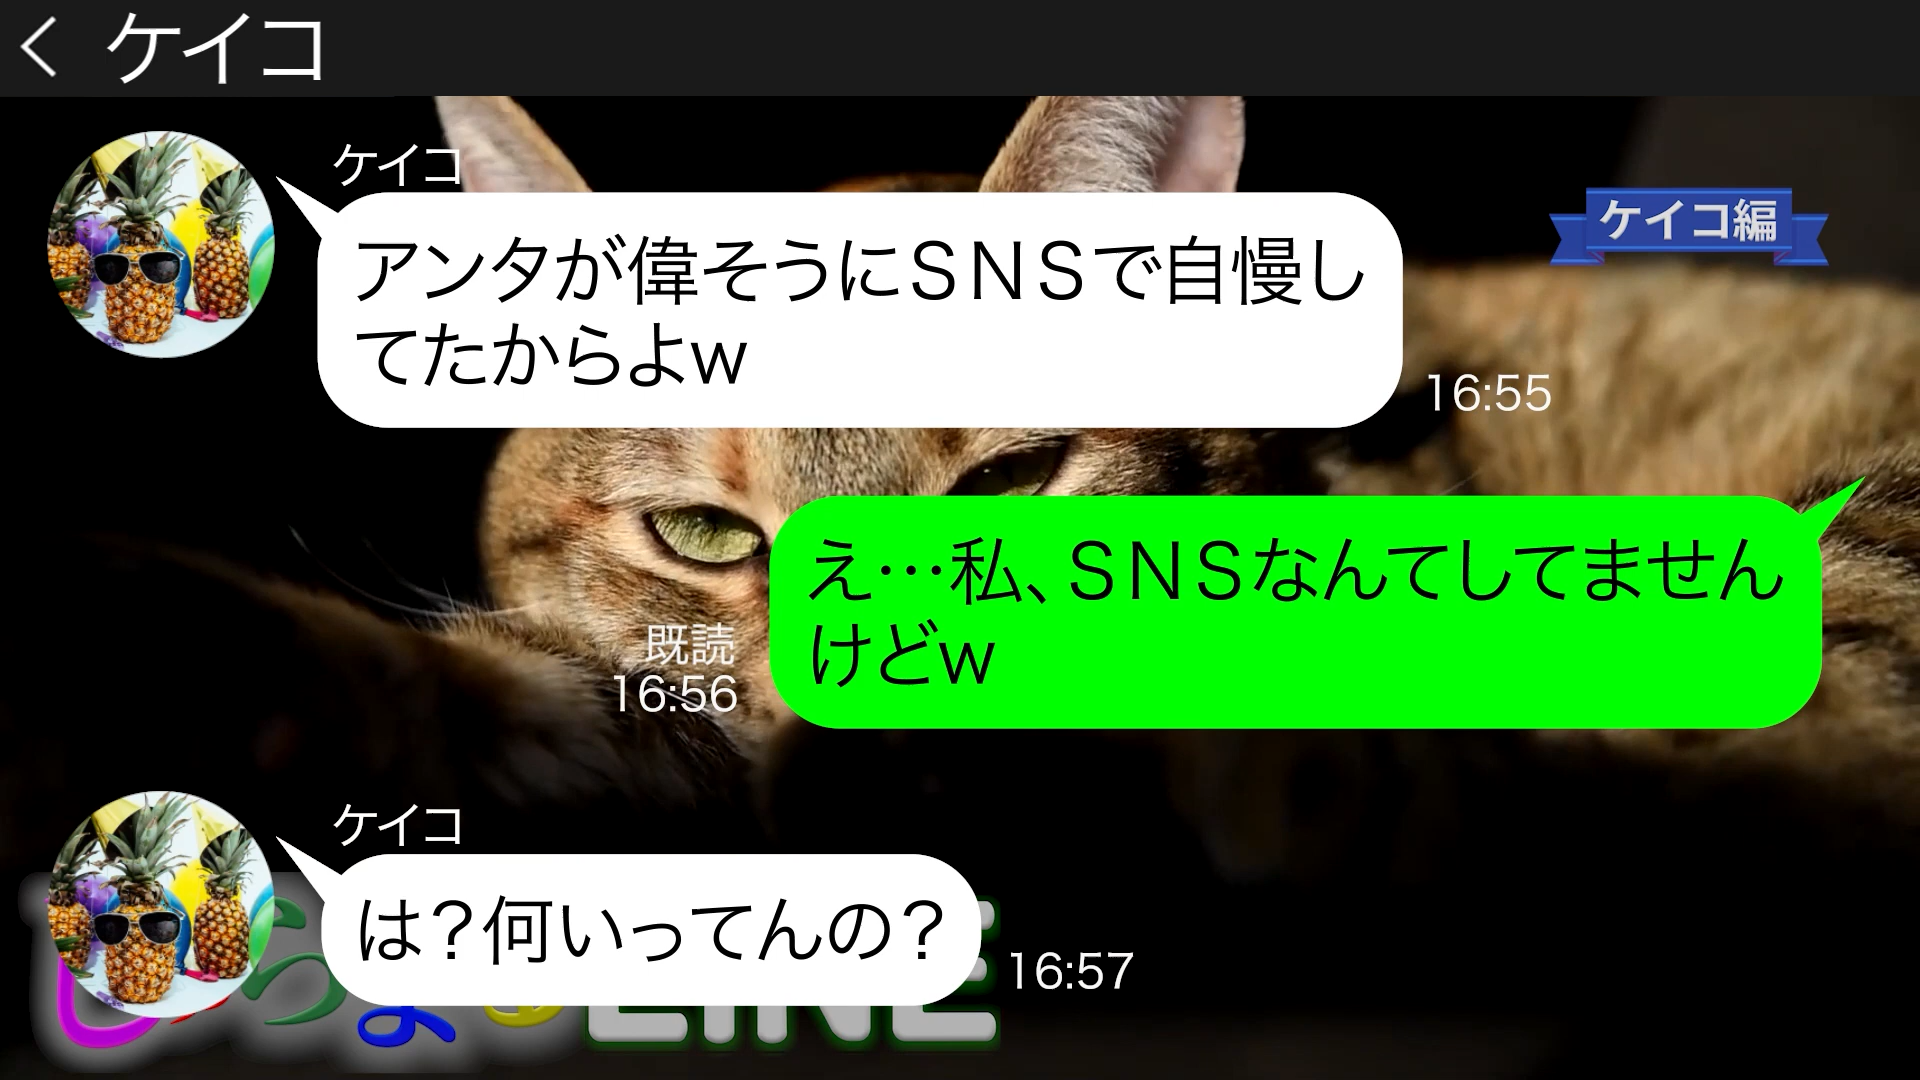 ケイコ
ケイコ
ケイコ編
アンタが偉そうにＳＮＳで自慢し
てたからよw
16:55
え…私、ＳＮＳなんてしてません
けどw
既読
16:56
ケイコ
は？何いってんの？
16:57
LINE